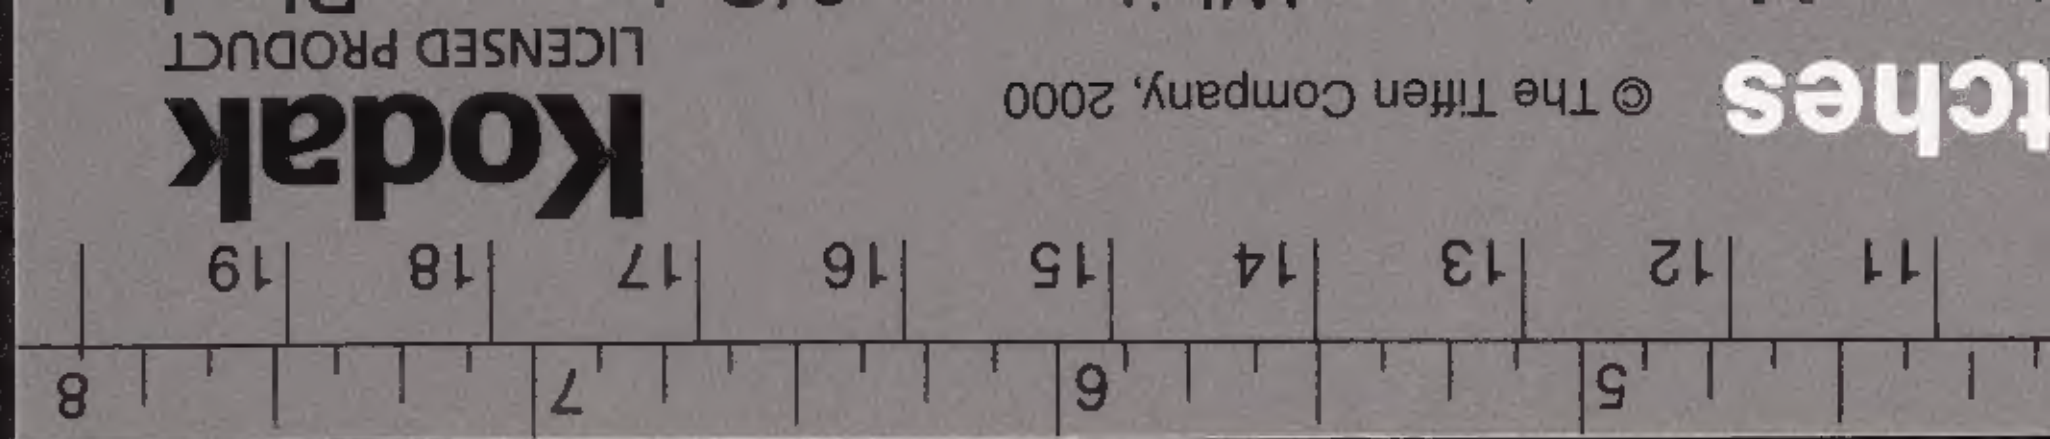 5 6 7 8
11 12 13 14 15 16 17 18 19
Kodak
tches © The Tiffen Company, 2000
LICENSED PRODUCT